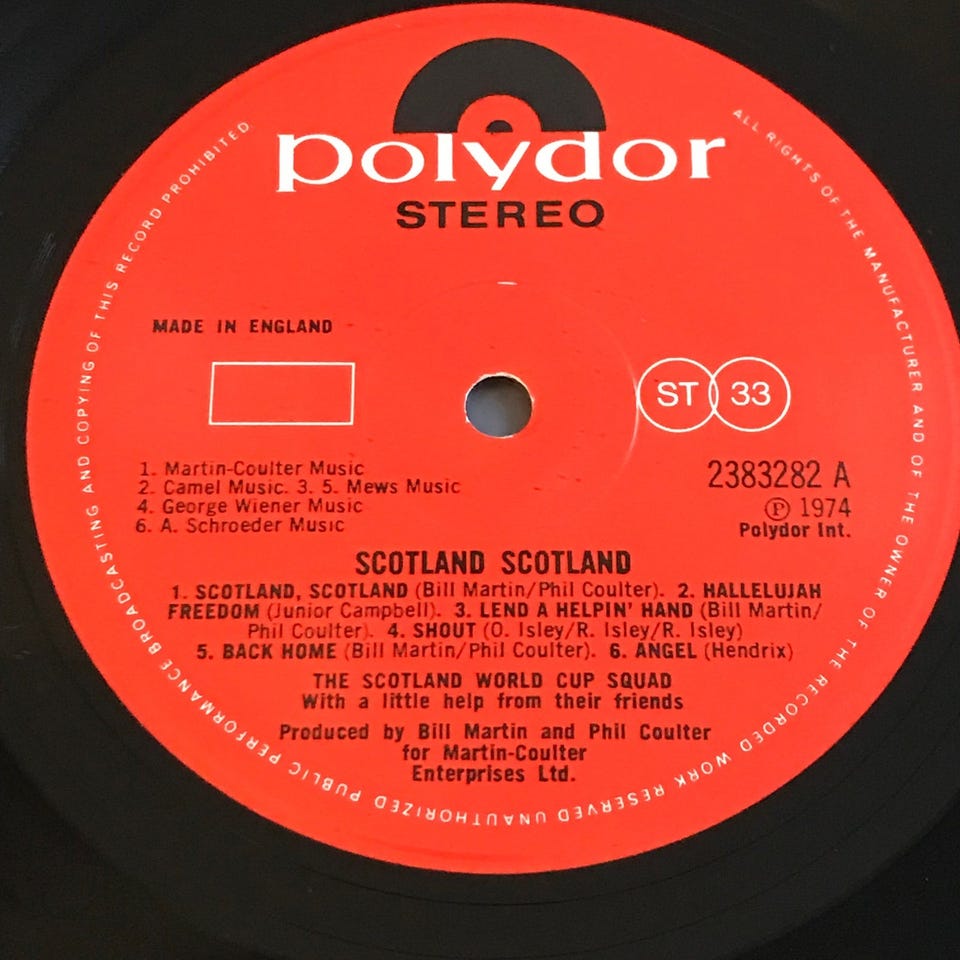 polydor
STEREO
ALL RIGHTS OF THE MANUFACTURER AND OF THE OWNER OF THE RECORDED WORK RESERVED UNAUTHORIZED PUBLIC PERFORMANCE BROADCASTING AND COPYING OF THIS RECORD PROHIBITED
MADE IN ENGLAND
ST 33
1. Martin-Coulter Music
2. Camel Music. 3. 5. Mews Music
4. George Wiener Music
6. A. Schroeder Music
2383282 A
℗ 1974
Polydor Int.
SCOTLAND SCOTLAND
1. SCOTLAND, SCOTLAND (Bill Martin/Phil Coulter). 2. HALLELUJAH
FREEDOM (Junior Campbell). 3. LEND A HELPIN' HAND (Bill Martin/
Phil Coulter). 4. SHOUT (O. Isley/R. Isley/R. Isley)
5. BACK HOME (Bill Martin/Phil Coulter). 6. ANGEL (Hendrix)
THE SCOTLAND WORLD CUP SQUAD
With a little help from their friends
Produced by Bill Martin and Phil Coulter
for Martin-Coulter
Enterprises Ltd.